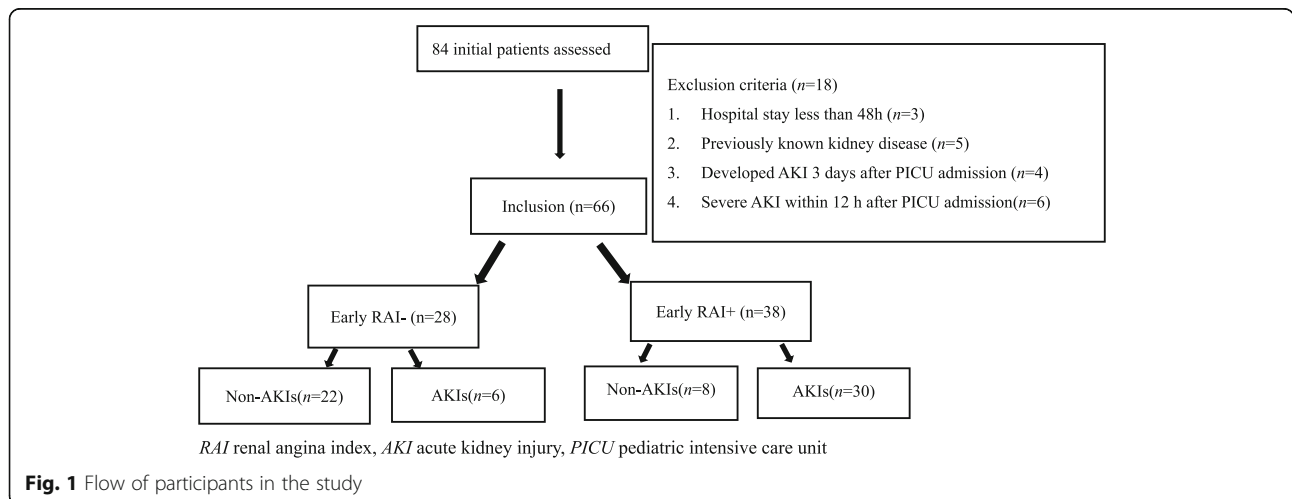 84 initial patients assessed
Exclusion criteria (n=18)
1. Hospital stay less than 48h (n=3)
2. Previously known kidney disease (n=5)
3. Developed AKI 3 days after PICU admission (n=4)
4. Severe AKI within 12 h after PICU admission(n=6)
Inclusion (n=66)
Early RAI- (n=28)
Early RAI+ (n=38)
Non-AKIs(n=22)
AKIs(n=6)
Non-AKIs(n=8)
AKIs(n=30)
RAI renal angina index, AKI acute kidney injury, PICU pediatric intensive care unit
Fig. 1 Flow of participants in the study